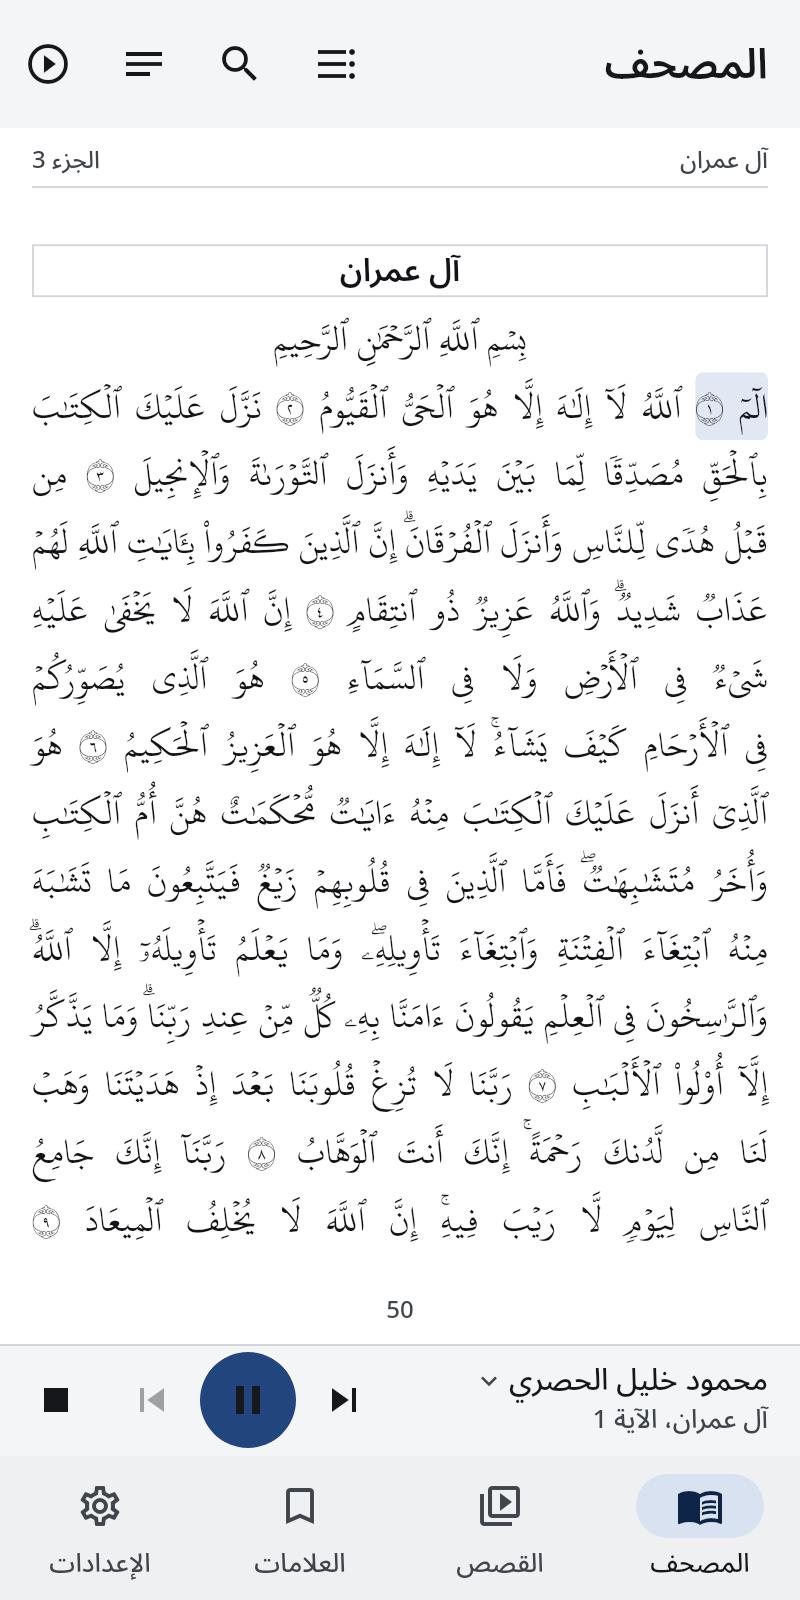 المصحف
آل عمران
الجزء 3
آل عمران
بِسْمِ ٱللَّهِ ٱلرَّحْمَٰنِ ٱلرَّحِيمِ
الٓمٓ ١ ٱللَّهُ لَآ إِلَٰهَ إِلَّا هُوَ ٱلْحَىُّ ٱلْقَيُّومُ ٢ نَزَّلَ عَلَيْكَ ٱلْكِتَٰبَ
بِٱلْحَقِّ مُصَدِّقًا لِّمَا بَيْنَ يَدَيْهِ وَأَنزَلَ ٱلتَّوْرَىٰةَ وَٱلْإِنجِيلَ ٣ مِن
قَبْلُ هُدًى لِّلنَّاسِ وَأَنزَلَ ٱلْفُرْقَانَ ۗ إِنَّ ٱلَّذِينَ كَفَرُوا۟ بِـَٔايَٰتِ ٱللَّهِ لَهُمْ
عَذَابٌ شَدِيدٌ ۗ وَٱللَّهُ عَزِيزٌ ذُو ٱنتِقَامٍ ٤ إِنَّ ٱللَّهَ لَا يَخْفَىٰ عَلَيْهِ
شَىْءٌ فِى ٱلْأَرْضِ وَلَا فِى ٱلسَّمَآءِ ٥ هُوَ ٱلَّذِى يُصَوِّرُكُمْ
فِى ٱلْأَرْحَامِ كَيْفَ يَشَآءُ ۚ لَآ إِلَٰهَ إِلَّا هُوَ ٱلْعَزِيزُ ٱلْحَكِيمُ ٦ هُوَ
ٱلَّذِىٓ أَنزَلَ عَلَيْكَ ٱلْكِتَٰبَ مِنْهُ ءَايَٰتٌ مُّحْكَمَٰتٌ هُنَّ أُمُّ ٱلْكِتَٰبِ
وَأُخَرُ مُتَشَٰبِهَٰتٌ ۖ فَأَمَّا ٱلَّذِينَ فِى قُلُوبِهِمْ زَيْغٌ فَيَتَّبِعُونَ مَا تَشَٰبَهَ
مِنْهُ ٱبْتِغَآءَ ٱلْفِتْنَةِ وَٱبْتِغَآءَ تَأْوِيلِهِۦ ۖ وَمَا يَعْلَمُ تَأْوِيلَهُۥٓ إِلَّا ٱللَّهُ ۗ
وَٱلرَّٰسِخُونَ فِى ٱلْعِلْمِ يَقُولُونَ ءَامَنَّا بِهِۦ كُلٌّ مِّنْ عِندِ رَبِّنَا ۗ وَمَا يَذَّكَّرُ
إِلَّآ أُو۟لُوا۟ ٱلْأَلْبَٰبِ ٧ رَبَّنَا لَا تُزِغْ قُلُوبَنَا بَعْدَ إِذْ هَدَيْتَنَا وَهَبْ
لَنَا مِن لَّدُنكَ رَحْمَةً ۚ إِنَّكَ أَنتَ ٱلْوَهَّابُ ٨ رَبَّنَآ إِنَّكَ جَامِعُ
ٱلنَّاسِ لِيَوْمٍ لَّا رَيْبَ فِيهِ ۚ إِنَّ ٱللَّهَ لَا يُخْلِفُ ٱلْمِيعَادَ ٩
50
محمود خليل الحصري
آل عمران، الآية 1
المصحف
القصص
العلامات
الإعدادات